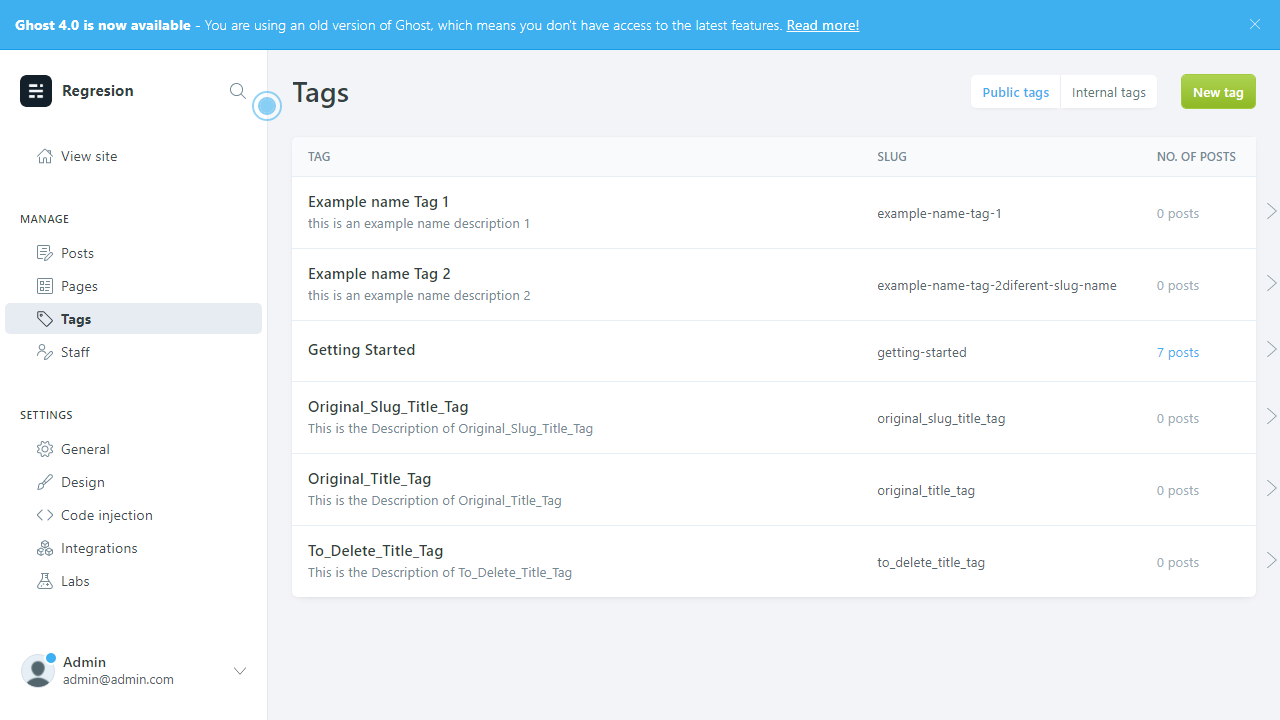 Ghost 4.0 is now available - You are using an old version of Ghost, which means you don't have access to the latest features. Read more!
Regresion
View site
MANAGE
Posts
Pages
Tags
Staff
SETTINGS
General
Design
Code injection
Integrations
Labs
Admin
admin@admin.com
Tags
Public tags
Internal tags
New tag
TAG SLUG NO. OF POSTS
Example name Tag 1
this is an example name description 1
example-name-tag-1
0 posts
Example name Tag 2
this is an example name description 2
example-name-tag-2diferent-slug-name
0 posts
Getting Started
getting-started
7 posts
Original_Slug_Title_Tag
This is the Description of Original_Slug_Title_Tag
original_slug_title_tag
0 posts
Original_Title_Tag
This is the Description of Original_Title_Tag
original_title_tag
0 posts
To_Delete_Title_Tag
This is the Description of To_Delete_Title_Tag
to_delete_title_tag
0 posts